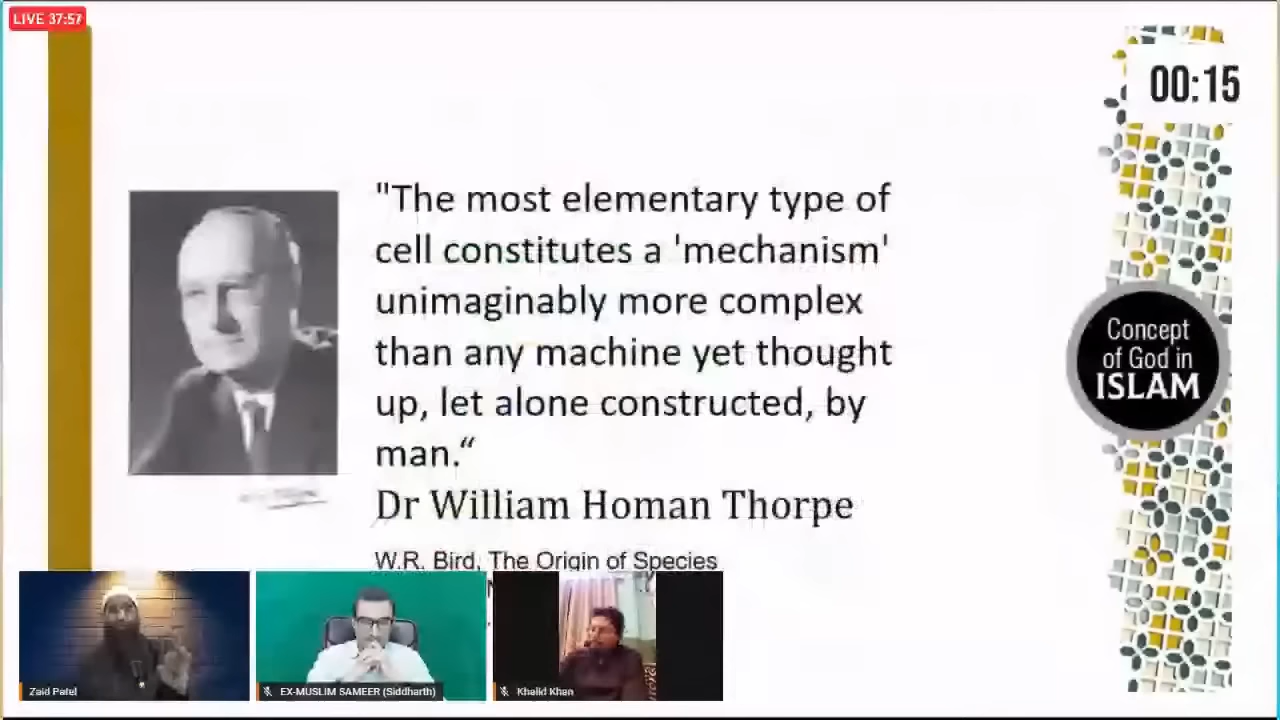 LIVE 37:57
00:15
"The most elementary type of
cell constitutes a 'mechanism'
unimaginably more complex
than any machine yet thought
up, let alone constructed, by
man.“
Dr William Homan Thorpe
W.R. Bird, The Origin of Species
Concept
of God in
ISLAM
Zaid Patel
EX-MUSLIM SAMEER (Siddharth)
Khalid Khan